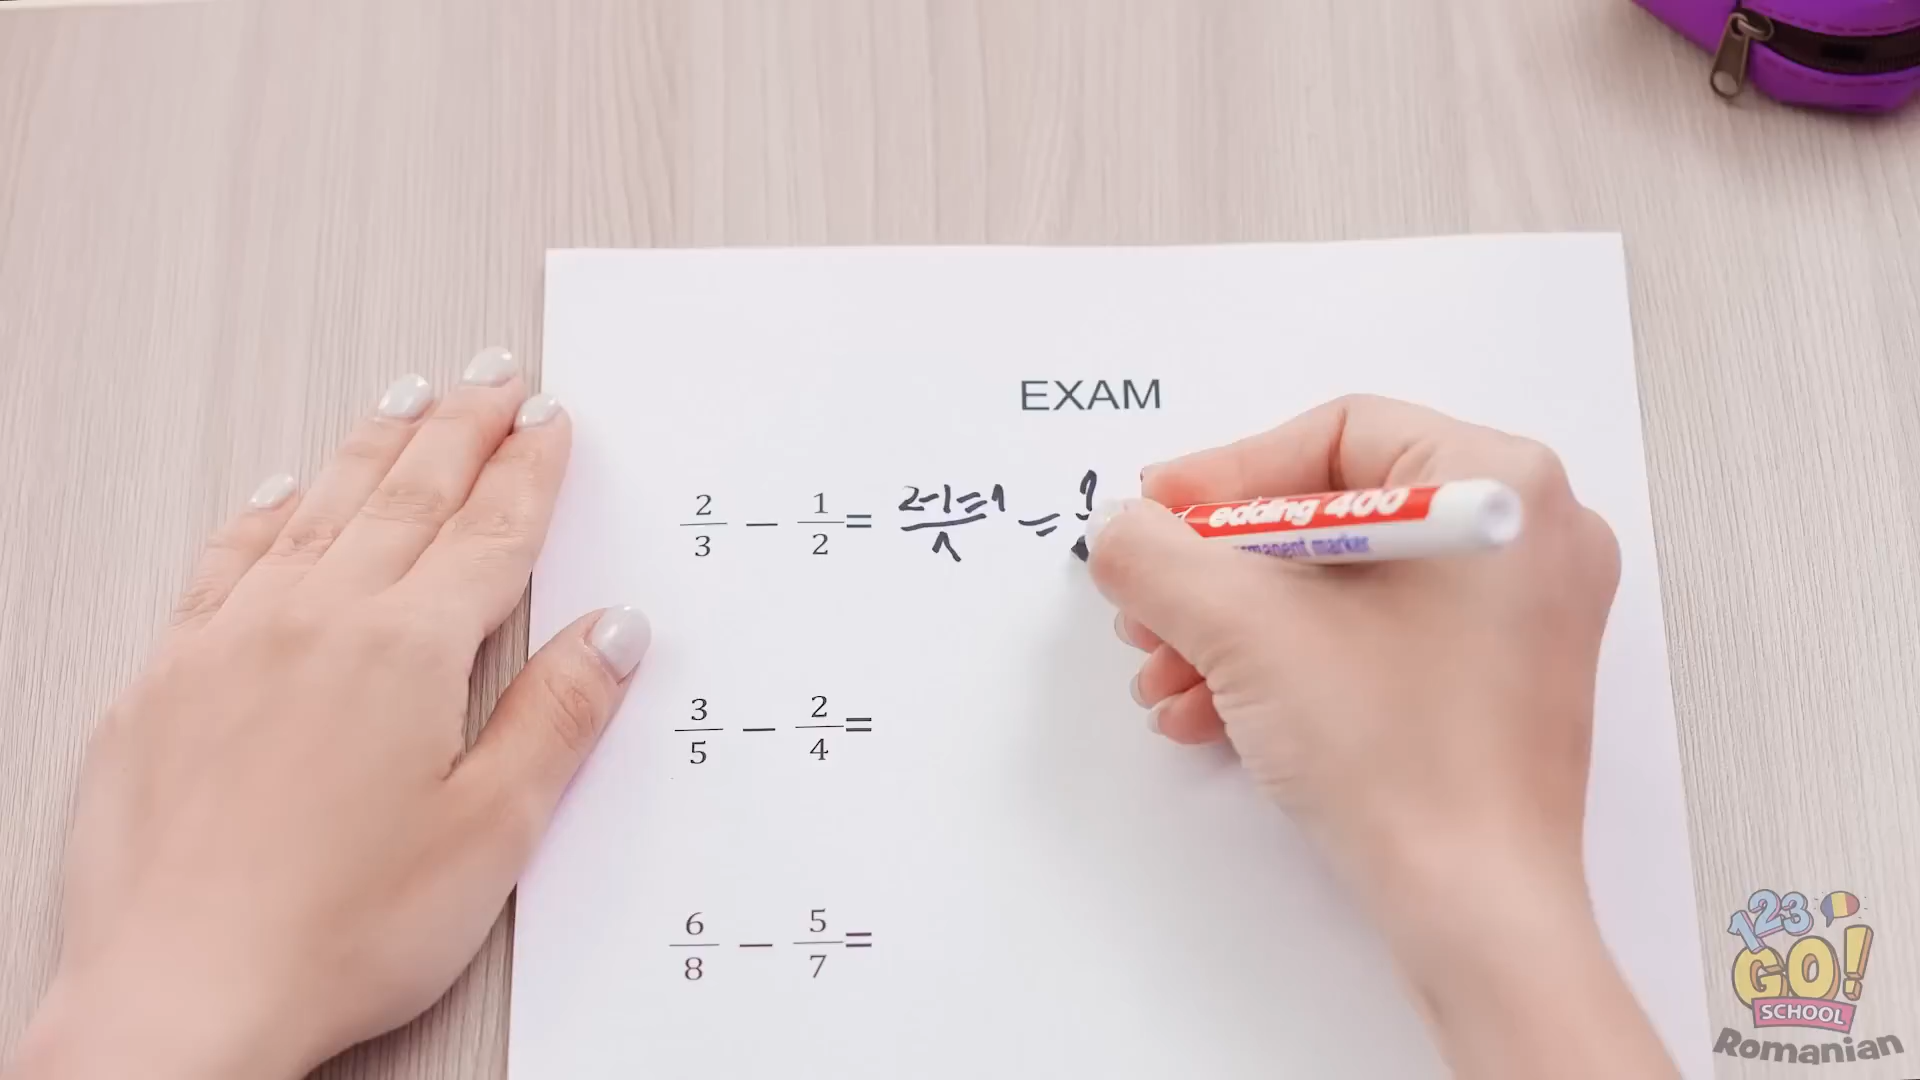 EXAM
2/3 — 1/2 = 2-1=1/1 = 1
3/5 — 2/4 =
6/8 — 5/7 =
edding 400
permanent marker
123
GO!
SCHOOL
Romanian